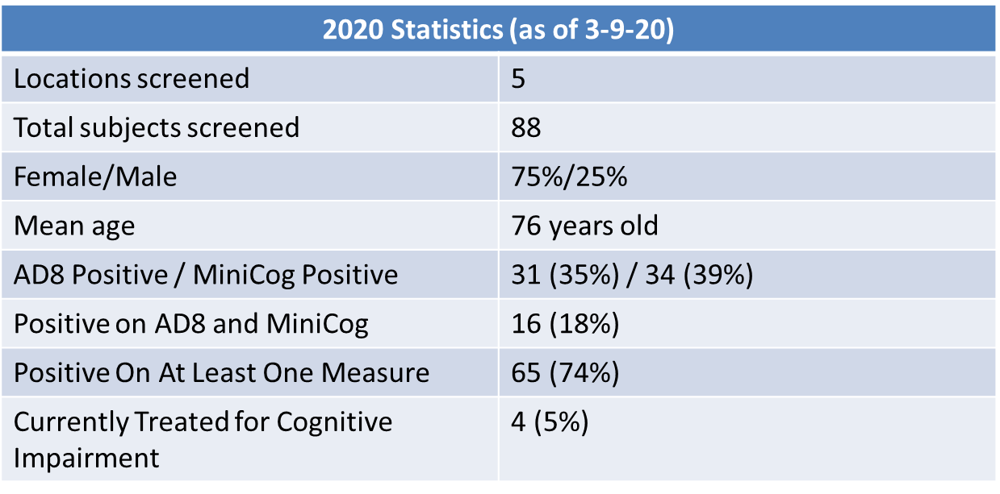 2020 Statistics (as of 3-9-20)
Locations screened 5
Total subjects screened 88
Female/Male 75%/25%
Mean age 76 years old
AD8 Positive / MiniCog Positive 31 (35%) / 34 (39%)
Positive on AD8 and MiniCog 16 (18%)
Positive On At Least One Measure 65 (74%)
Currently Treated for Cognitive 4 (5%)
Impairment